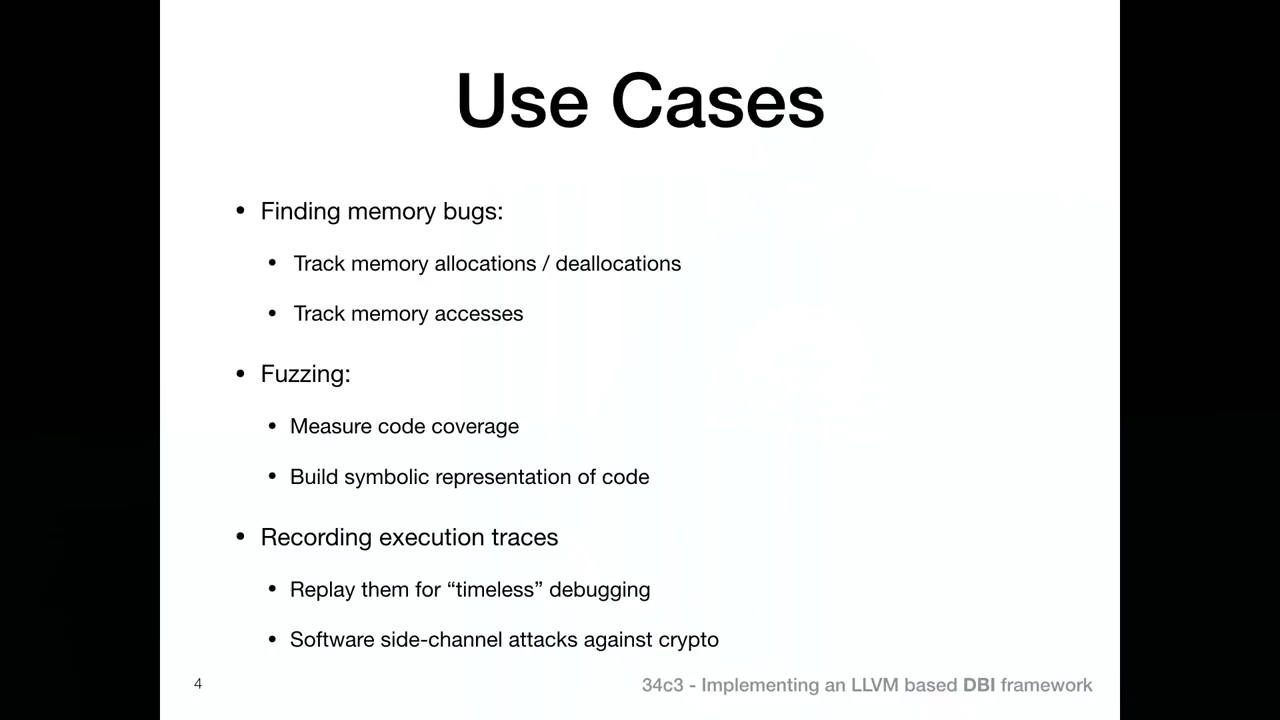 Use Cases
• Finding memory bugs:
• Track memory allocations / deallocations
• Track memory accesses
• Fuzzing:
• Measure code coverage
• Build symbolic representation of code
• Recording execution traces
• Replay them for “timeless” debugging
• Software side-channel attacks against crypto
4
34c3 - Implementing an LLVM based DBI framework